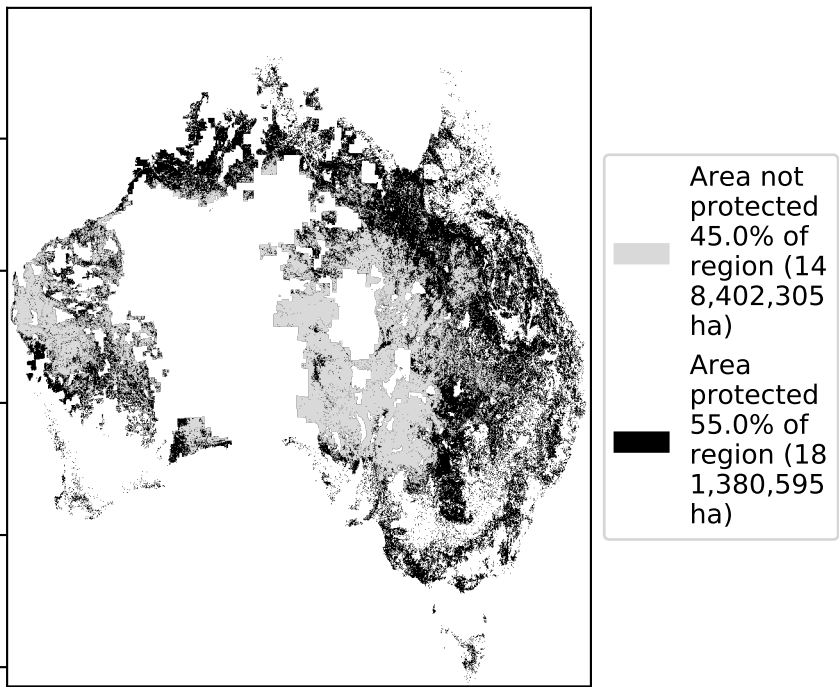 Area not
protected
45.0% of
region (14
8,402,305
ha)
Area
protected
55.0% of
region (18
1,380,595
ha)